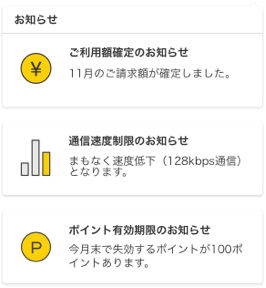 お知らせ
ご利用額確定のお知らせ
¥
11月のご請求額が確定しました。
通信速度制限のお知らせ
まもなく速度低下（128kbps通信）
となります。
ポイント有効期限のお知らせ
P
今月末で失効するポイントが100ポ
イントあります。